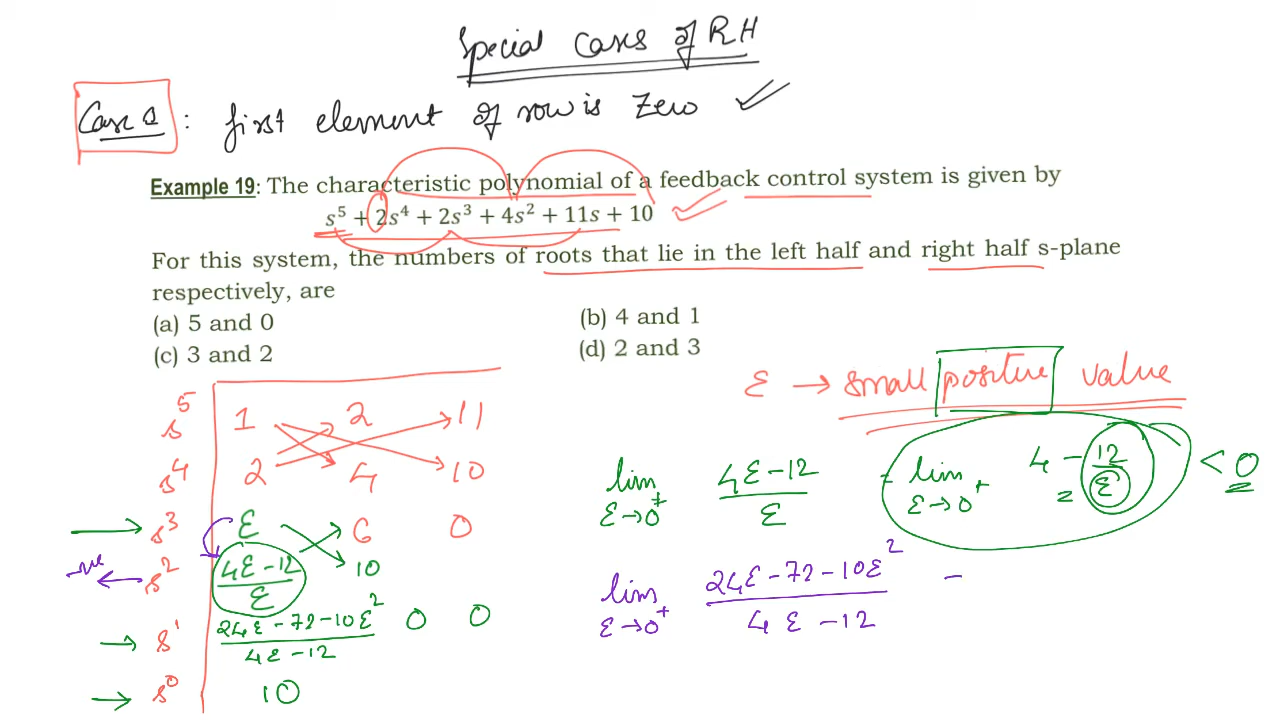 Special Cases of RH
Case 1 : first element of row is Zero ✓
Example 19: The characteristic polynomial of a feedback control system is given by
s⁵ + 2s⁴ + 2s³ + 4s² + 11s + 10 ✓
For this system, the numbers of roots that lie in the left half and right half s-plane
respectively, are
(a) 5 and 0 (b) 4 and 1
(c) 3 and 2 (d) 2 and 3
ε → small positive value
s⁵ 1 2 11
s⁴ 2 4 10
s³ ε 6 0
-ve ← s² (4ε-12)/ε 10
→ s¹ (24ε-72-10ε²)/(4ε-12) 0 0
→ s⁰ 10
lim ε→0⁺ (4ε-12)/ε = lim ε→0⁺ 4 - 12/ε < 0
lim ε→0⁺ (24ε-72-10ε²)/(4ε-12) =